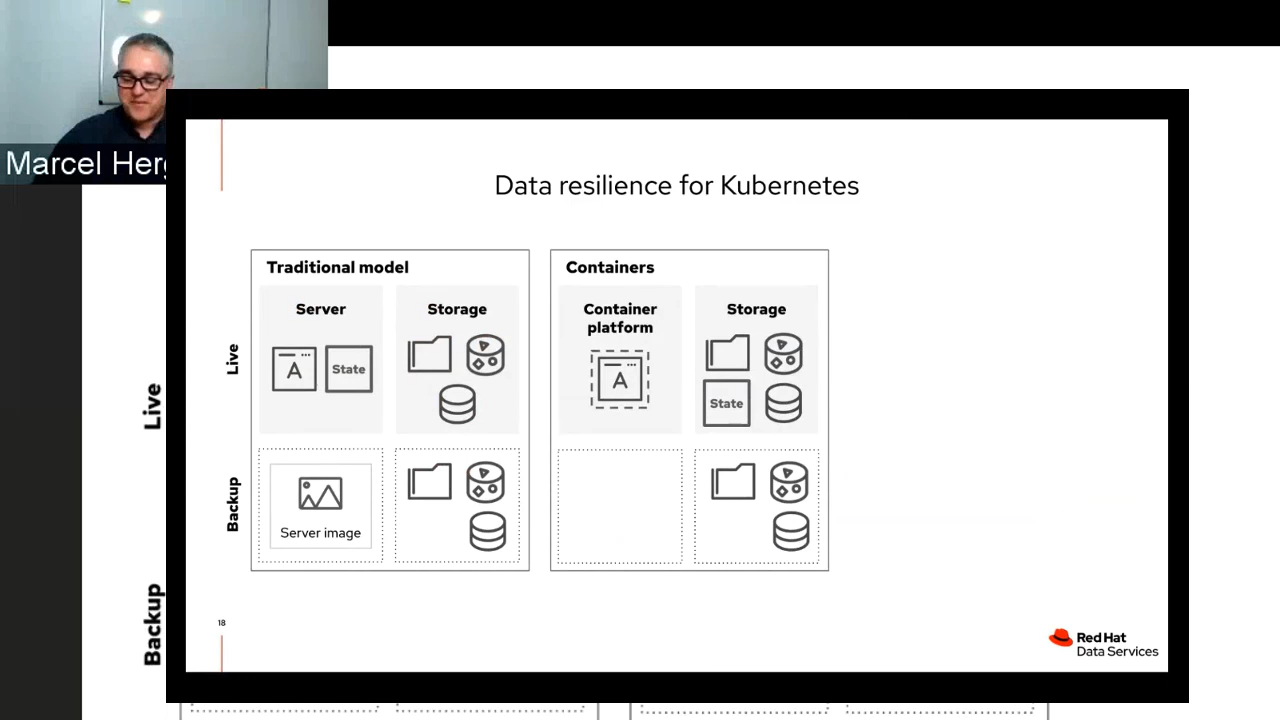 Marcel Her
Data resilience for Kubernetes
Traditional model
Server
Storage
Live
A
State
Backup
Server image
Containers
Container
platform
Storage
A
State
18
Red Hat
Data Services
Live
Backup